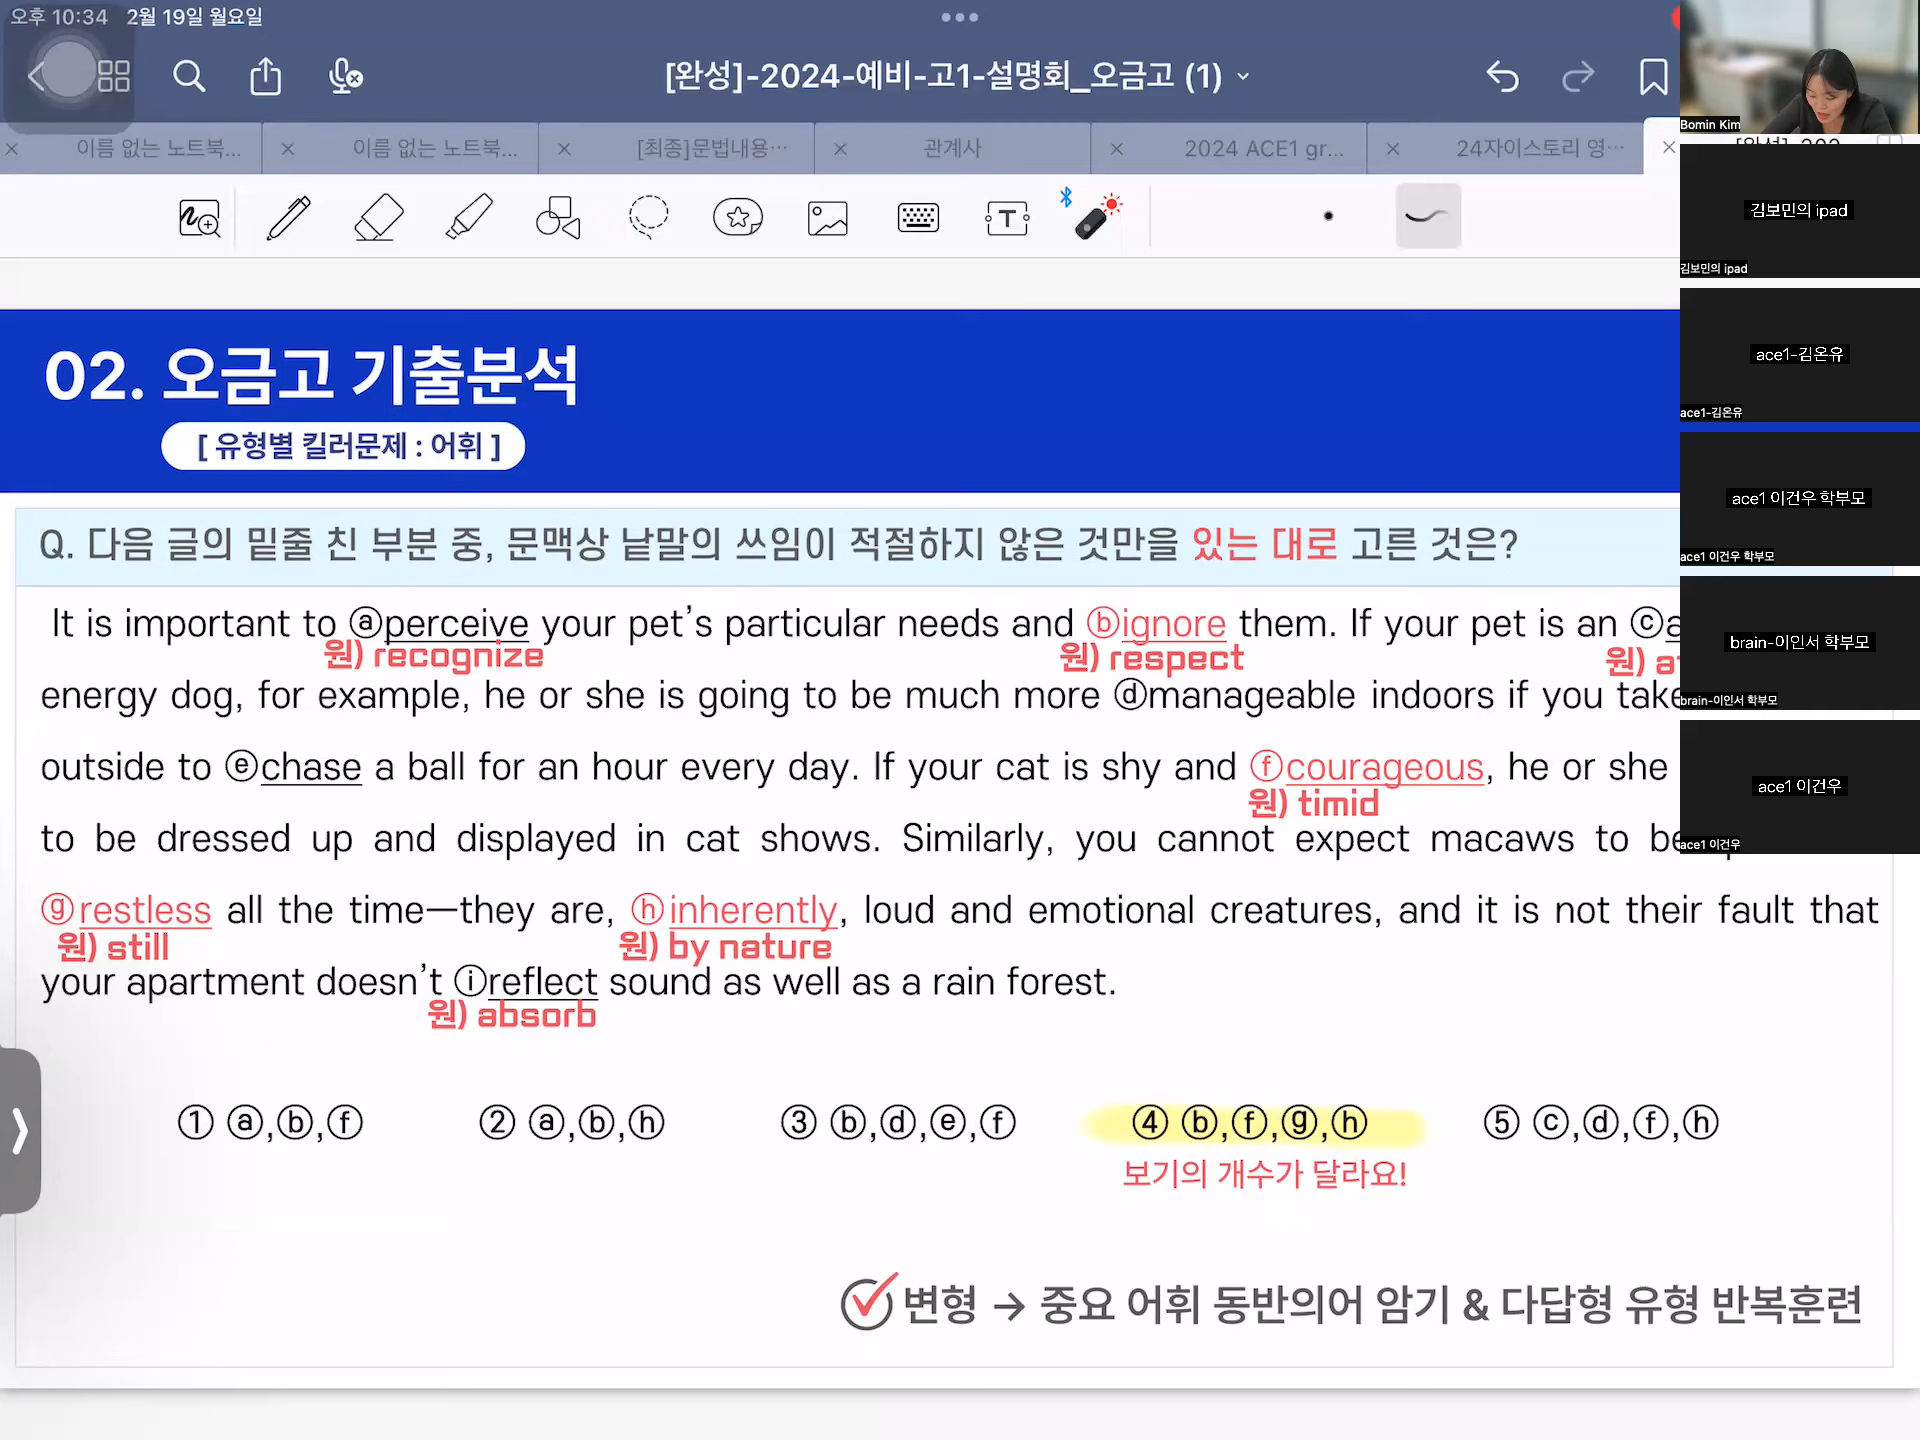 오후 10:34 2월 19일 월요일
[완성]-2024-예비-고1-설명회_오금고 (1)
이름 없는 노트북...
이름 없는 노트북...
[최종]문법내용...
관계사
2024 ACE1 gr...
24자이스토리 영...
02. 오금고 기출분석
[ 유형별 킬러문제 : 어휘 ]
Q. 다음 글의 밑줄 친 부분 중, 문맥상 낱말의 쓰임이 적절하지 않은 것만을 있는 대로 고른 것은?
It is important to ⓐperceive your pet's particular needs and ⓑignore them. If your pet is an ⓒ
원) recognize
원) respect
원)
energy dog, for example, he or she is going to be much more ⓓmanageable indoors if you take
outside to ⓔchase a ball for an hour every day. If your cat is shy and ⓕcourageous, he or she
원) timid
to be dressed up and displayed in cat shows. Similarly, you cannot expect macaws to be
ⓖrestless all the time—they are, ⓗinherently, loud and emotional creatures, and it is not their fault that
원) still
원) by nature
your apartment doesn't ⓘreflect sound as well as a rain forest.
원) absorb
① ⓐ,ⓑ,ⓕ
② ⓐ,ⓑ,ⓗ
③ ⓑ,ⓓ,ⓔ,ⓕ
④ ⓑ,ⓕ,ⓖ,ⓗ
⑤ ⓒ,ⓓ,ⓕ,ⓗ
보기의 개수가 달라요!
변형 → 중요 어휘 동반의어 암기 & 다답형 유형 반복훈련
Bomin Kim
김보민의 ipad
김보민의 ipad
ace1-김온유
ace1-김온유
ace1 이건우 학부모
ace1 이건우 학부모
brain-이인서 학부모
brain-이인서 학부모
ace1 이건우
ace1 이건우